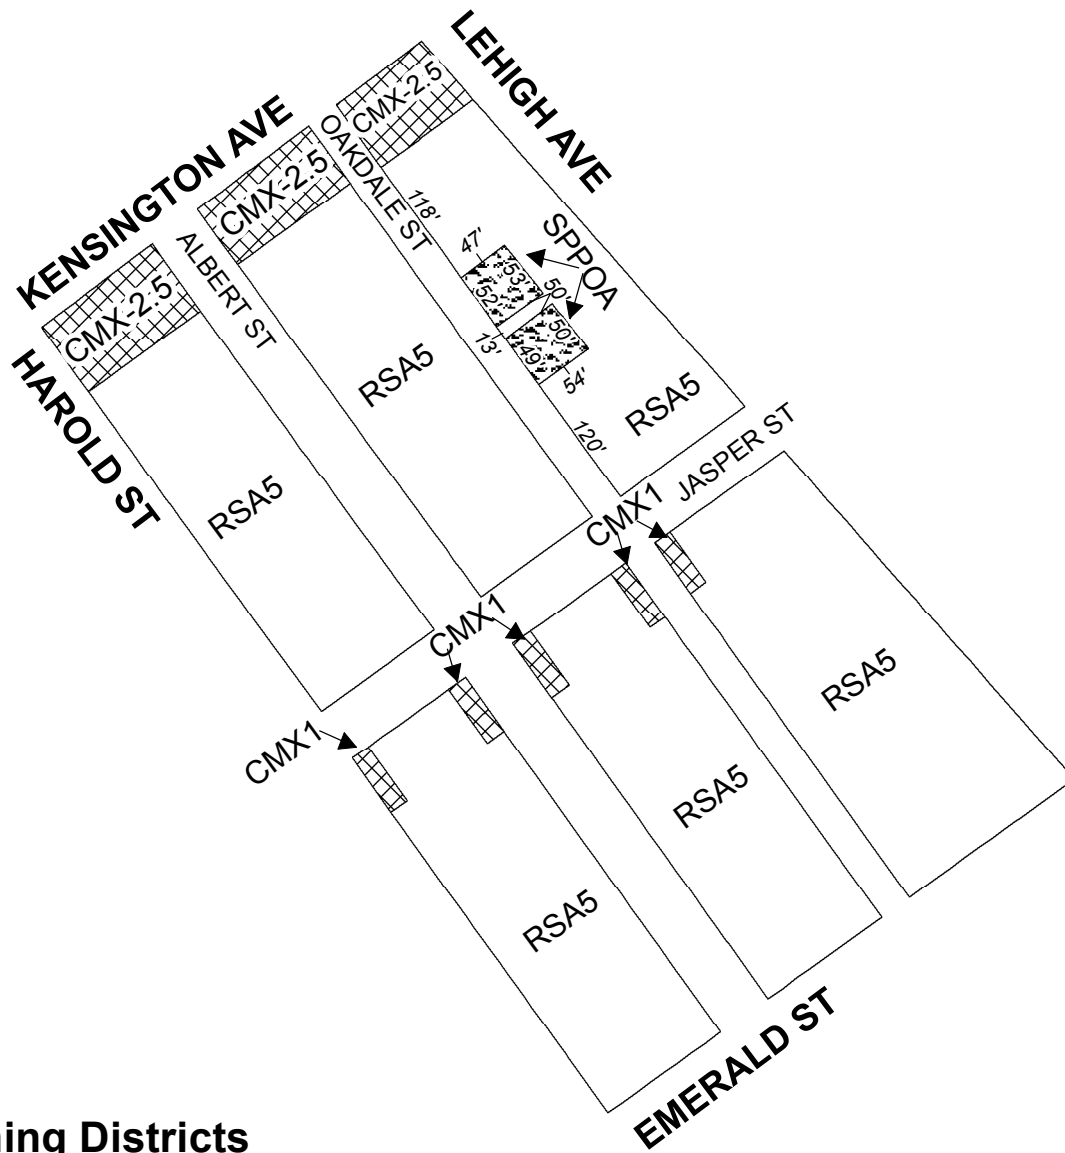 LEHIGH AVE
CMX-2.5
KENSINGTON AVE
OAKDALE ST
CMX-2.5
118'
ALBERT ST
47'
SPPOA
53'
50'
52'
CMX-2.5
13'
50'
49'
54'
HAROLD ST
RSA5
RSA5
120'
JASPER ST
RSA5
CMX1
CMX1
RSA5
CMX1
RSA5
RSA5
EMERALD ST
ing Districts